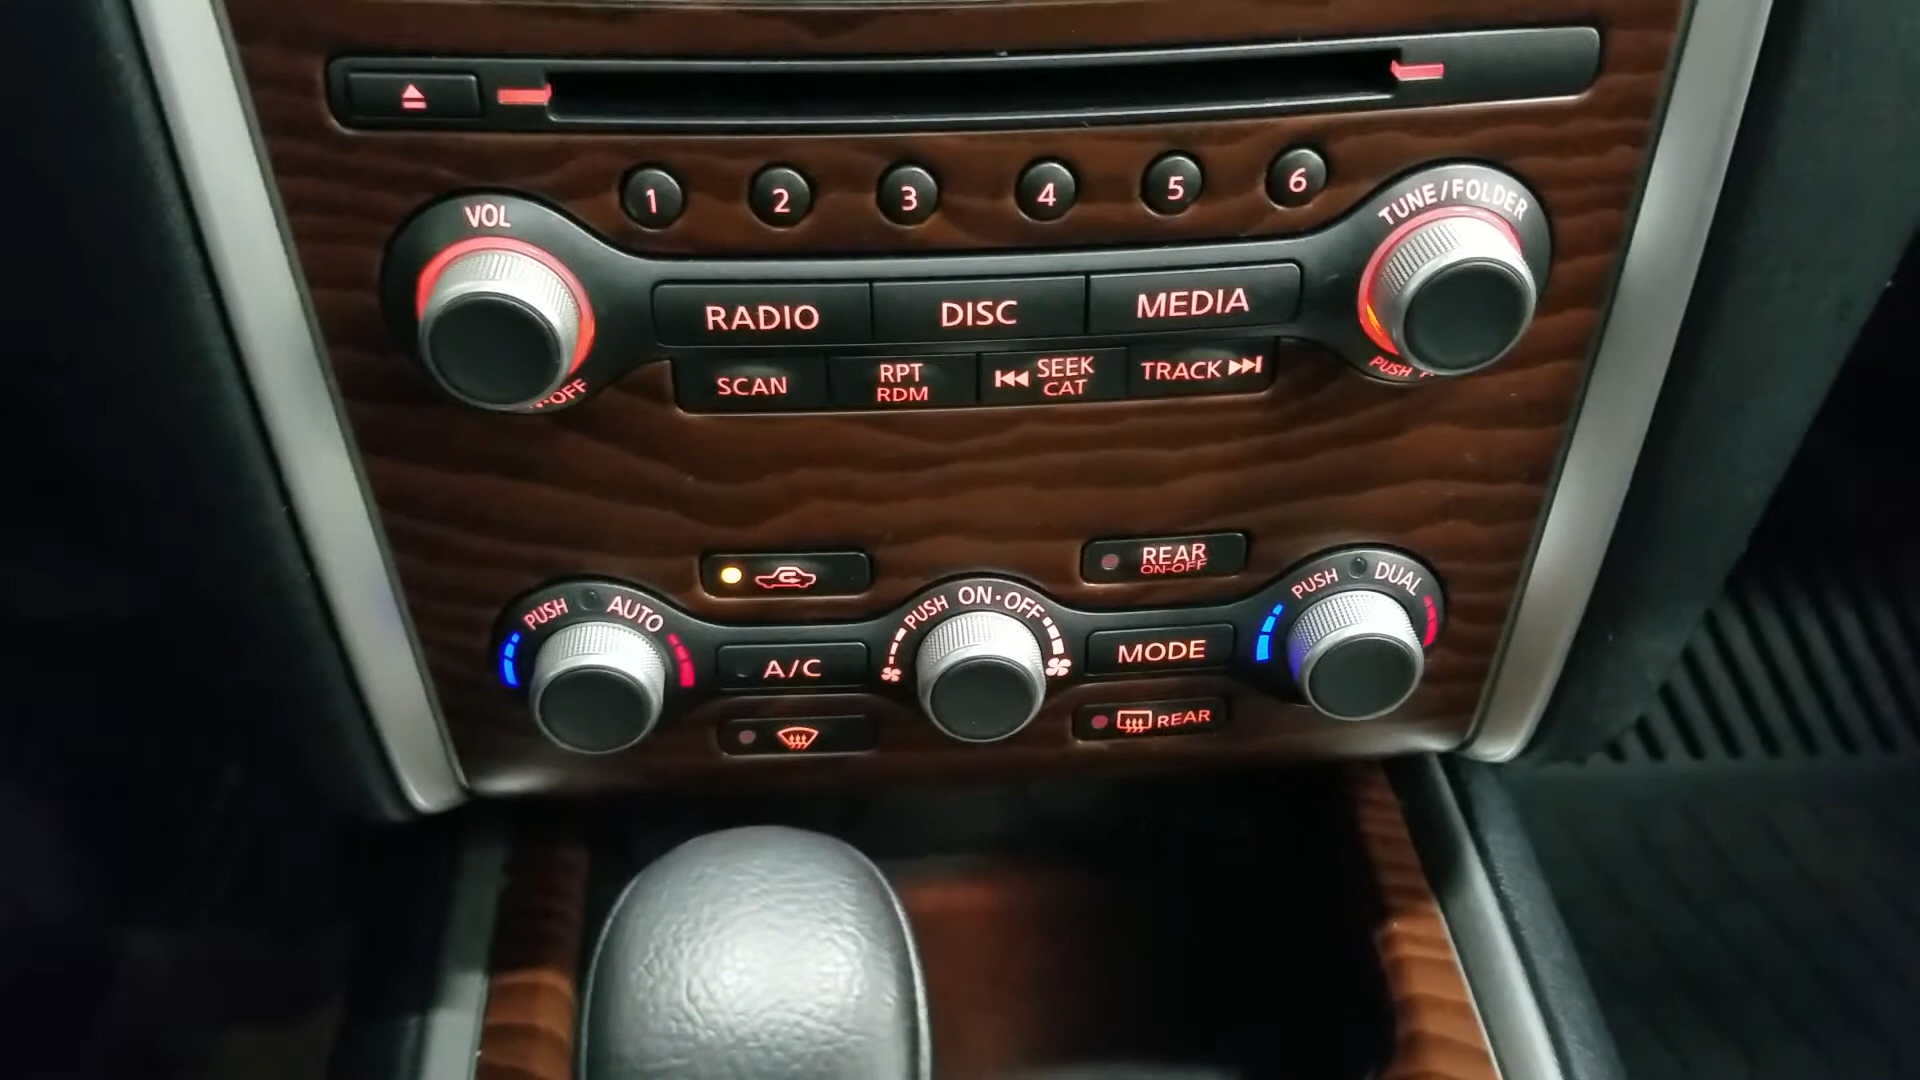 1 2 3 4 5 6
VOL
TUNE/FOLDER
RADIO DISC MEDIA
SCAN
RPT
RDM
SEEK
CAT
TRACK
OFF
PUSH
REAR
ON-OFF
PUSH AUTO
PUSH ON·OFF
PUSH DUAL
A/C
MODE
REAR